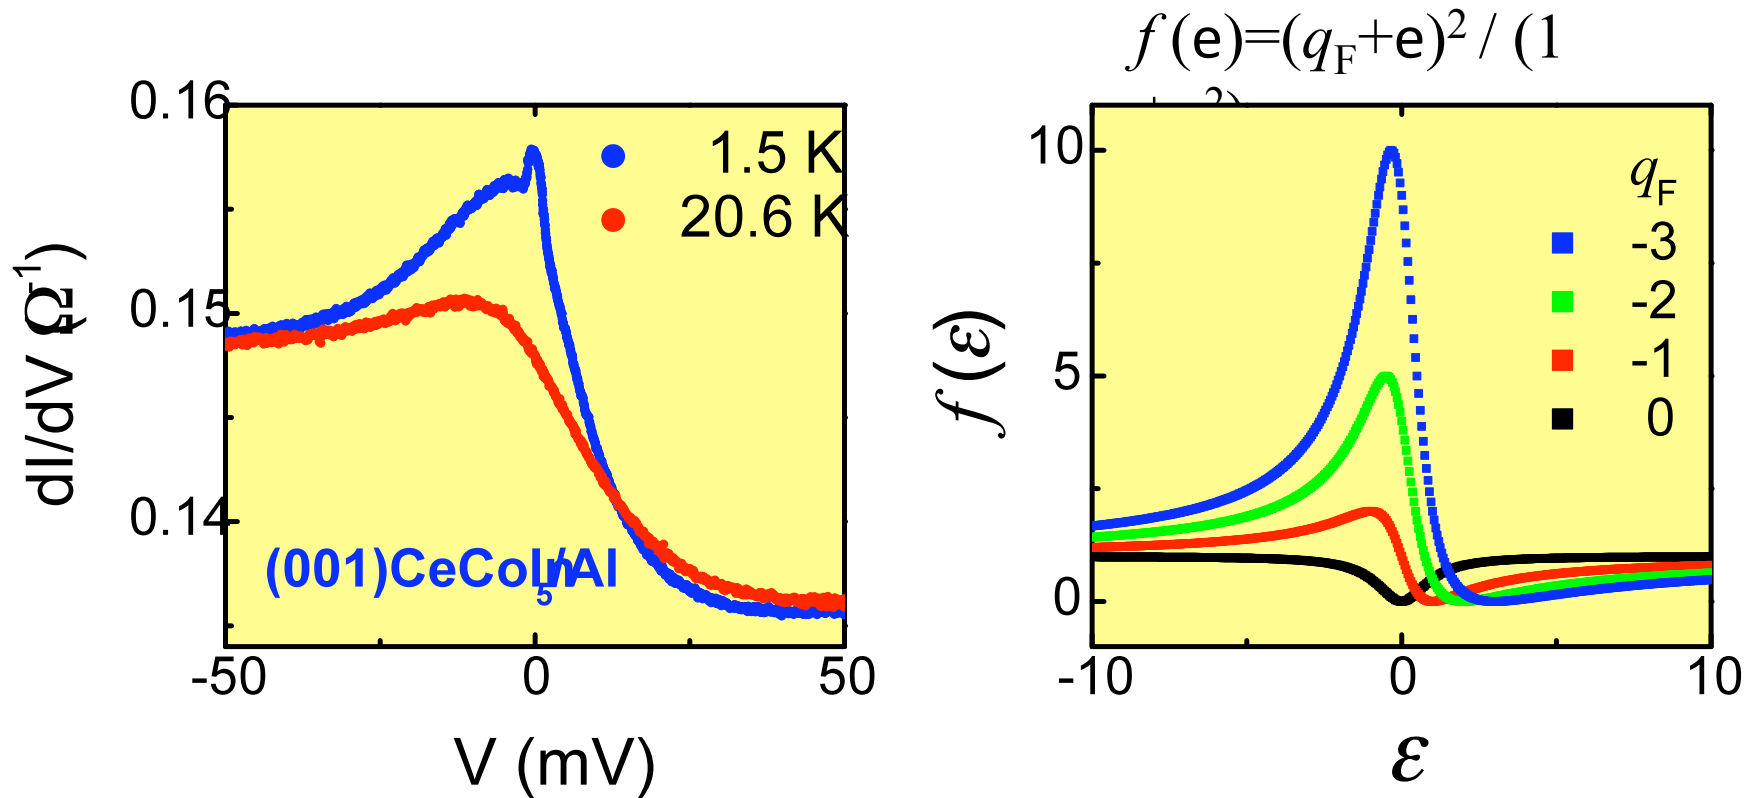 f (e)=(qF+e)2 / (1
0.16
1.5 K
20.6 K
0.15
0.14
dI/dV (Ω-1)
(001)CeCoIn5/Al
-50
0
50
V (mV)
10
5
0
f (ε)
qF
-3
-2
-1
0
-10
0
10
ε